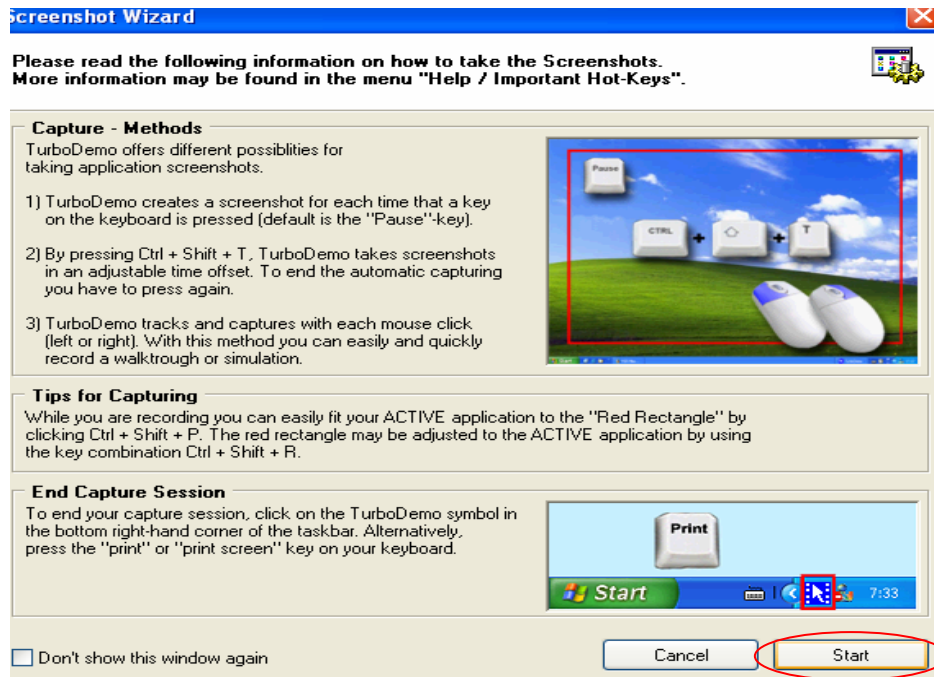 Screenshot Wizard
Please read the following information on how to take the Screenshots.
More information may be found in the menu "Help / Important Hot-Keys".
Capture - Methods
TurboDemo offers different possiblities for
taking application screenshots.
1) TurboDemo creates a screenshot for each time that a key
on the keyboard is pressed (default is the "Pause"-key).
2) By pressing Ctrl + Shift + T, TurboDemo takes screenshots
in an adjustable time offset. To end the automatic capturing
you have to press again.
3) TurboDemo tracks and captures with each mouse click
(left or right). With this method you can easily and quickly
record a walktrough or simulation.
Pause
CTRL + + T
Tips for Capturing
While you are recording you can easily fit your ACTIVE application to the "Red Rectangle" by
clicking Ctrl + Shift + P. The red rectangle may be adjusted to the ACTIVE application by using
the key combination Ctrl + Shift + R.
End Capture Session
To end your capture session, click on the TurboDemo symbol in
the bottom right-hand corner of the taskbar. Alternatively,
press the "print" or "print screen" key on your keyboard.
Print
Start 7:33
Don't show this window again
Cancel
Start